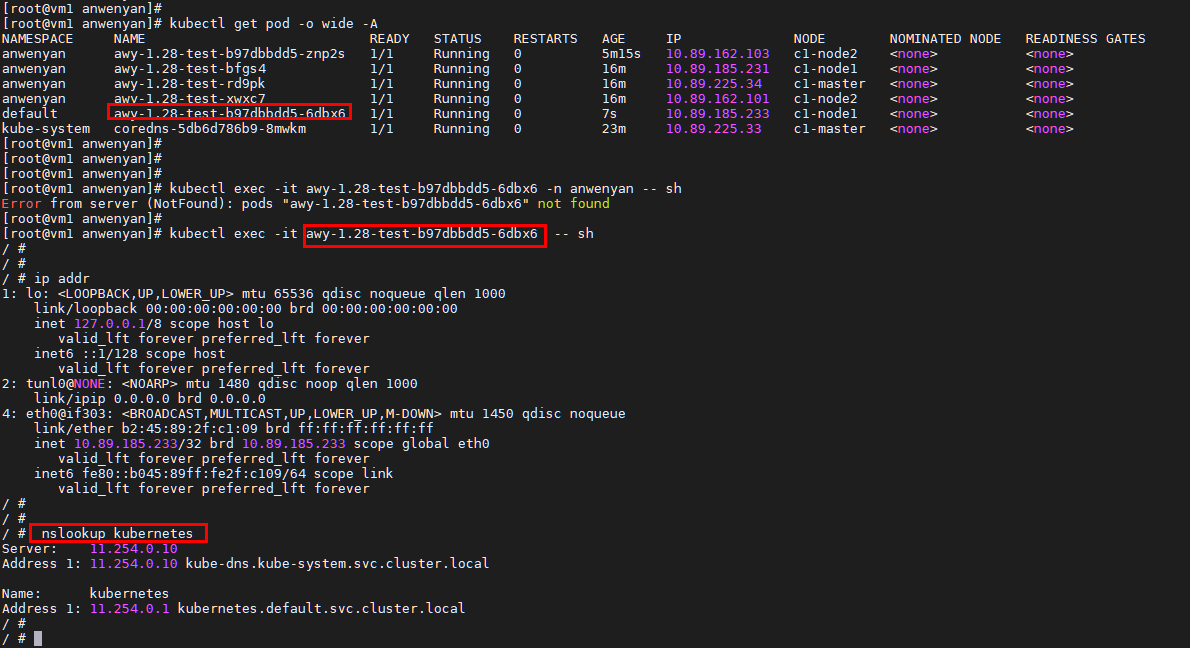 [root@vm1 anwenyan]#
[root@vm1 anwenyan]# kubectl get pod -o wide -A
NAMESPACE NAME READY STATUS RESTARTS AGE IP NODE NOMINATED NODE READINESS GATES
anwenyan awy-1.28-test-b97dbbdd5-znp2s 1/1 Running 0 5m15s 10.89.162.103 c1-node2 <none> <none>
anwenyan awy-1.28-test-bfgs4 1/1 Running 0 16m 10.89.185.231 c1-node1 <none> <none>
anwenyan awy-1.28-test-rd9pk 1/1 Running 0 16m 10.89.225.34 c1-master <none> <none>
anwenyan awy-1.28-test-xwxc7 1/1 Running 0 16m 10.89.162.101 c1-node2 <none> <none>
default awy-1.28-test-b97dbbdd5-6dbx6 1/1 Running 0 7s 10.89.185.233 c1-node1 <none> <none>
kube-system coredns-5db6d786b9-8mwkm 1/1 Running 0 23m 10.89.225.33 c1-master <none> <none>
[root@vm1 anwenyan]#
[root@vm1 anwenyan]#
[root@vm1 anwenyan]#
[root@vm1 anwenyan]# kubectl exec -it awy-1.28-test-b97dbbdd5-6dbx6 -n anwenyan -- sh
Error from server (NotFound): pods "awy-1.28-test-b97dbbdd5-6dbx6" not found
[root@vm1 anwenyan]#
[root@vm1 anwenyan]# kubectl exec -it awy-1.28-test-b97dbbdd5-6dbx6 -- sh
/ #
/ #
/ # ip addr
1: lo: <LOOPBACK,UP,LOWER_UP> mtu 65536 qdisc noqueue qlen 1000
link/loopback 00:00:00:00:00:00 brd 00:00:00:00:00:00
inet 127.0.0.1/8 scope host lo
valid_lft forever preferred_lft forever
inet6 ::1/128 scope host
valid_lft forever preferred_lft forever
2: tunl0@NONE: <NOARP> mtu 1480 qdisc noop qlen 1000
link/ipip 0.0.0.0 brd 0.0.0.0
4: eth0@if303: <BROADCAST,MULTICAST,UP,LOWER_UP,M-DOWN> mtu 1450 qdisc noqueue
link/ether b2:45:89:2f:c1:09 brd ff:ff:ff:ff:ff:ff
inet 10.89.185.233/32 brd 10.89.185.233 scope global eth0
valid_lft forever preferred_lft forever
inet6 fe80::b045:89ff:fe2f:c109/64 scope link
valid_lft forever preferred_lft forever
/ #
/ #
/ # nslookup kubernetes
Server: 11.254.0.10
Address 1: 11.254.0.10 kube-dns.kube-system.svc.cluster.local
Name: kubernetes
Address 1: 11.254.0.1 kubernetes.default.svc.cluster.local
/ #
/ #